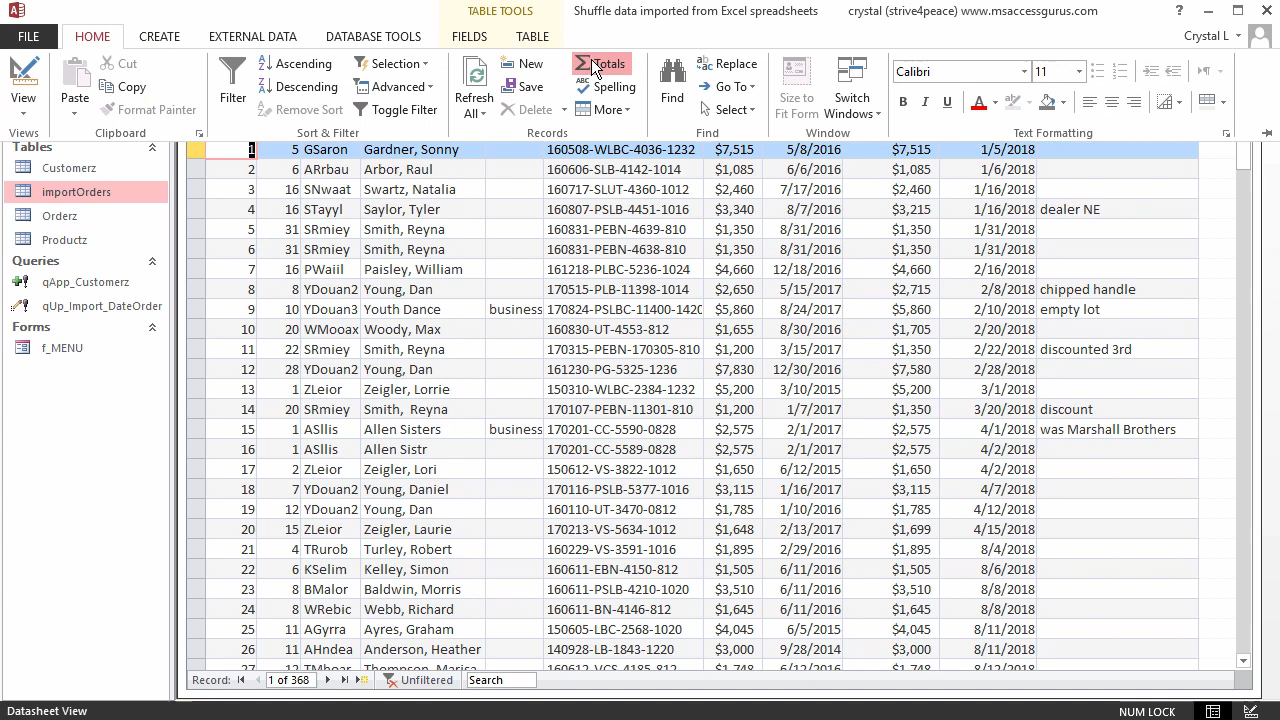 TABLE TOOLS Shuffle data imported from Excel spreadsheets crystal (strive4peace) www.msaccessgurus.com ?
FILE HOME CREATE EXTERNAL DATA DATABASE TOOLS FIELDS TABLE Crystal L
View
Views
Paste
Cut
Copy
Format Painter
Clipboard
Filter
Ascending
Descending
Remove Sort
Selection
Advanced
Toggle Filter
Sort & Filter
Refresh
All
New
Save
Delete
Totals
Spelling
More
Records
Find
Replace
Go To
Select
Find
Size to
Fit Form
Switch
Windows
Window
Calibri 11
B I U A
Text Formatting
Tables
Customerz
importOrders
Orderz
Productz
Queries
qApp_Customerz
qUp_Import_DateOrder
Forms
f_MENU
1 5 GSaron Gardner, Sonny 160508-WLBC-4036-1232 $7,515 5/8/2016 $7,515 1/5/2018
2 6 ARrbau Arbor, Raul 160606-SLB-4142-1014 $1,085 6/6/2016 $1,085 1/6/2018
3 16 SNwaat Swartz, Natalia 160717-SLUT-4360-1012 $2,460 7/17/2016 $2,460 1/16/2018
4 16 STayyl Saylor, Tyler 160807-PSLB-4451-1016 $3,340 8/7/2016 $3,215 1/16/2018 dealer NE
5 31 SRmiey Smith, Reyna 160831-PEBN-4639-810 $1,350 8/31/2016 $1,350 1/31/2018
6 31 SRmiey Smith, Reyna 160831-PEBN-4638-810 $1,350 8/31/2016 $1,350 1/31/2018
7 16 PWaiil Paisley, William 161218-PLBC-5236-1024 $4,660 12/18/2016 $4,660 2/16/2018
8 8 YDouan2 Young, Dan 170515-PLB-11398-1014 $2,650 5/15/2017 $2,715 2/8/2018 chipped handle
9 10 YDouan3 Youth Dance business 170824-PSLBC-11400-1420 $5,860 8/24/2017 $5,860 2/10/2018 empty lot
10 20 WMooax Woody, Max 160830-UT-4553-812 $1,655 8/30/2016 $1,705 2/20/2018
11 22 SRmiey Smith, Reyna 170315-PEBN-170305-810 $1,200 3/15/2017 $1,350 2/22/2018 discounted 3rd
12 28 YDouan2 Young, Dan 161230-PG-5325-1236 $7,830 12/30/2016 $7,580 2/28/2018
13 1 ZLeior Zeigler, Lorrie 150310-WLBC-2384-1232 $5,200 3/10/2015 $5,200 3/1/2018
14 20 SRmiey Smith, Reyna 170107-PEBN-11301-810 $1,200 1/7/2017 $1,350 3/20/2018 discount
15 1 ASllis Allen Sisters business 170201-CC-5590-0828 $2,575 2/1/2017 $2,575 4/1/2018 was Marshall Brothers
16 1 ASllis Allen Sistr 170201-CC-5589-0828 $2,575 2/1/2017 $2,575 4/2/2018
17 2 ZLeior Zeigler, Lori 150612-VS-3822-1012 $1,650 6/12/2015 $1,650 4/2/2018
18 7 YDouan2 Young, Daniel 170116-PSLB-5377-1016 $3,115 1/16/2017 $3,115 4/7/2018
19 12 YDouan2 Young, Dan 160110-UT-3470-0812 $1,785 1/10/2016 $1,785 4/12/2018
20 15 ZLeior Zeigler, Laurie 170213-VS-5634-1012 $1,648 2/13/2017 $1,699 4/15/2018
21 4 TRurob Turley, Robert 160229-VS-3591-1016 $1,895 2/29/2016 $1,895 8/4/2018
22 6 KSelim Kelley, Simon 160611-EBN-4150-812 $1,505 6/11/2016 $1,505 8/6/2018
23 8 BMalor Baldwin, Morris 160611-PSLB-4210-1020 $3,510 6/11/2016 $3,510 8/8/2018
24 8 WRebic Webb, Richard 160611-BN-4146-812 $1,645 6/11/2016 $1,645 8/8/2018
25 11 AGyrra Ayres, Graham 150605-LBC-2568-1020 $4,045 6/5/2015 $4,045 8/11/2018
26 11 AHndea Anderson, Heather 140928-LB-1843-1220 $3,000 9/28/2014 $3,000 8/11/2018
27 12 TMhoar Thompson, Marisa 160612-VCS-4185-812 $1,748 6/12/2016 $1,748 8/12/2018
Record: 1 of 368 Unfiltered Search
Datasheet View NUM LOCK